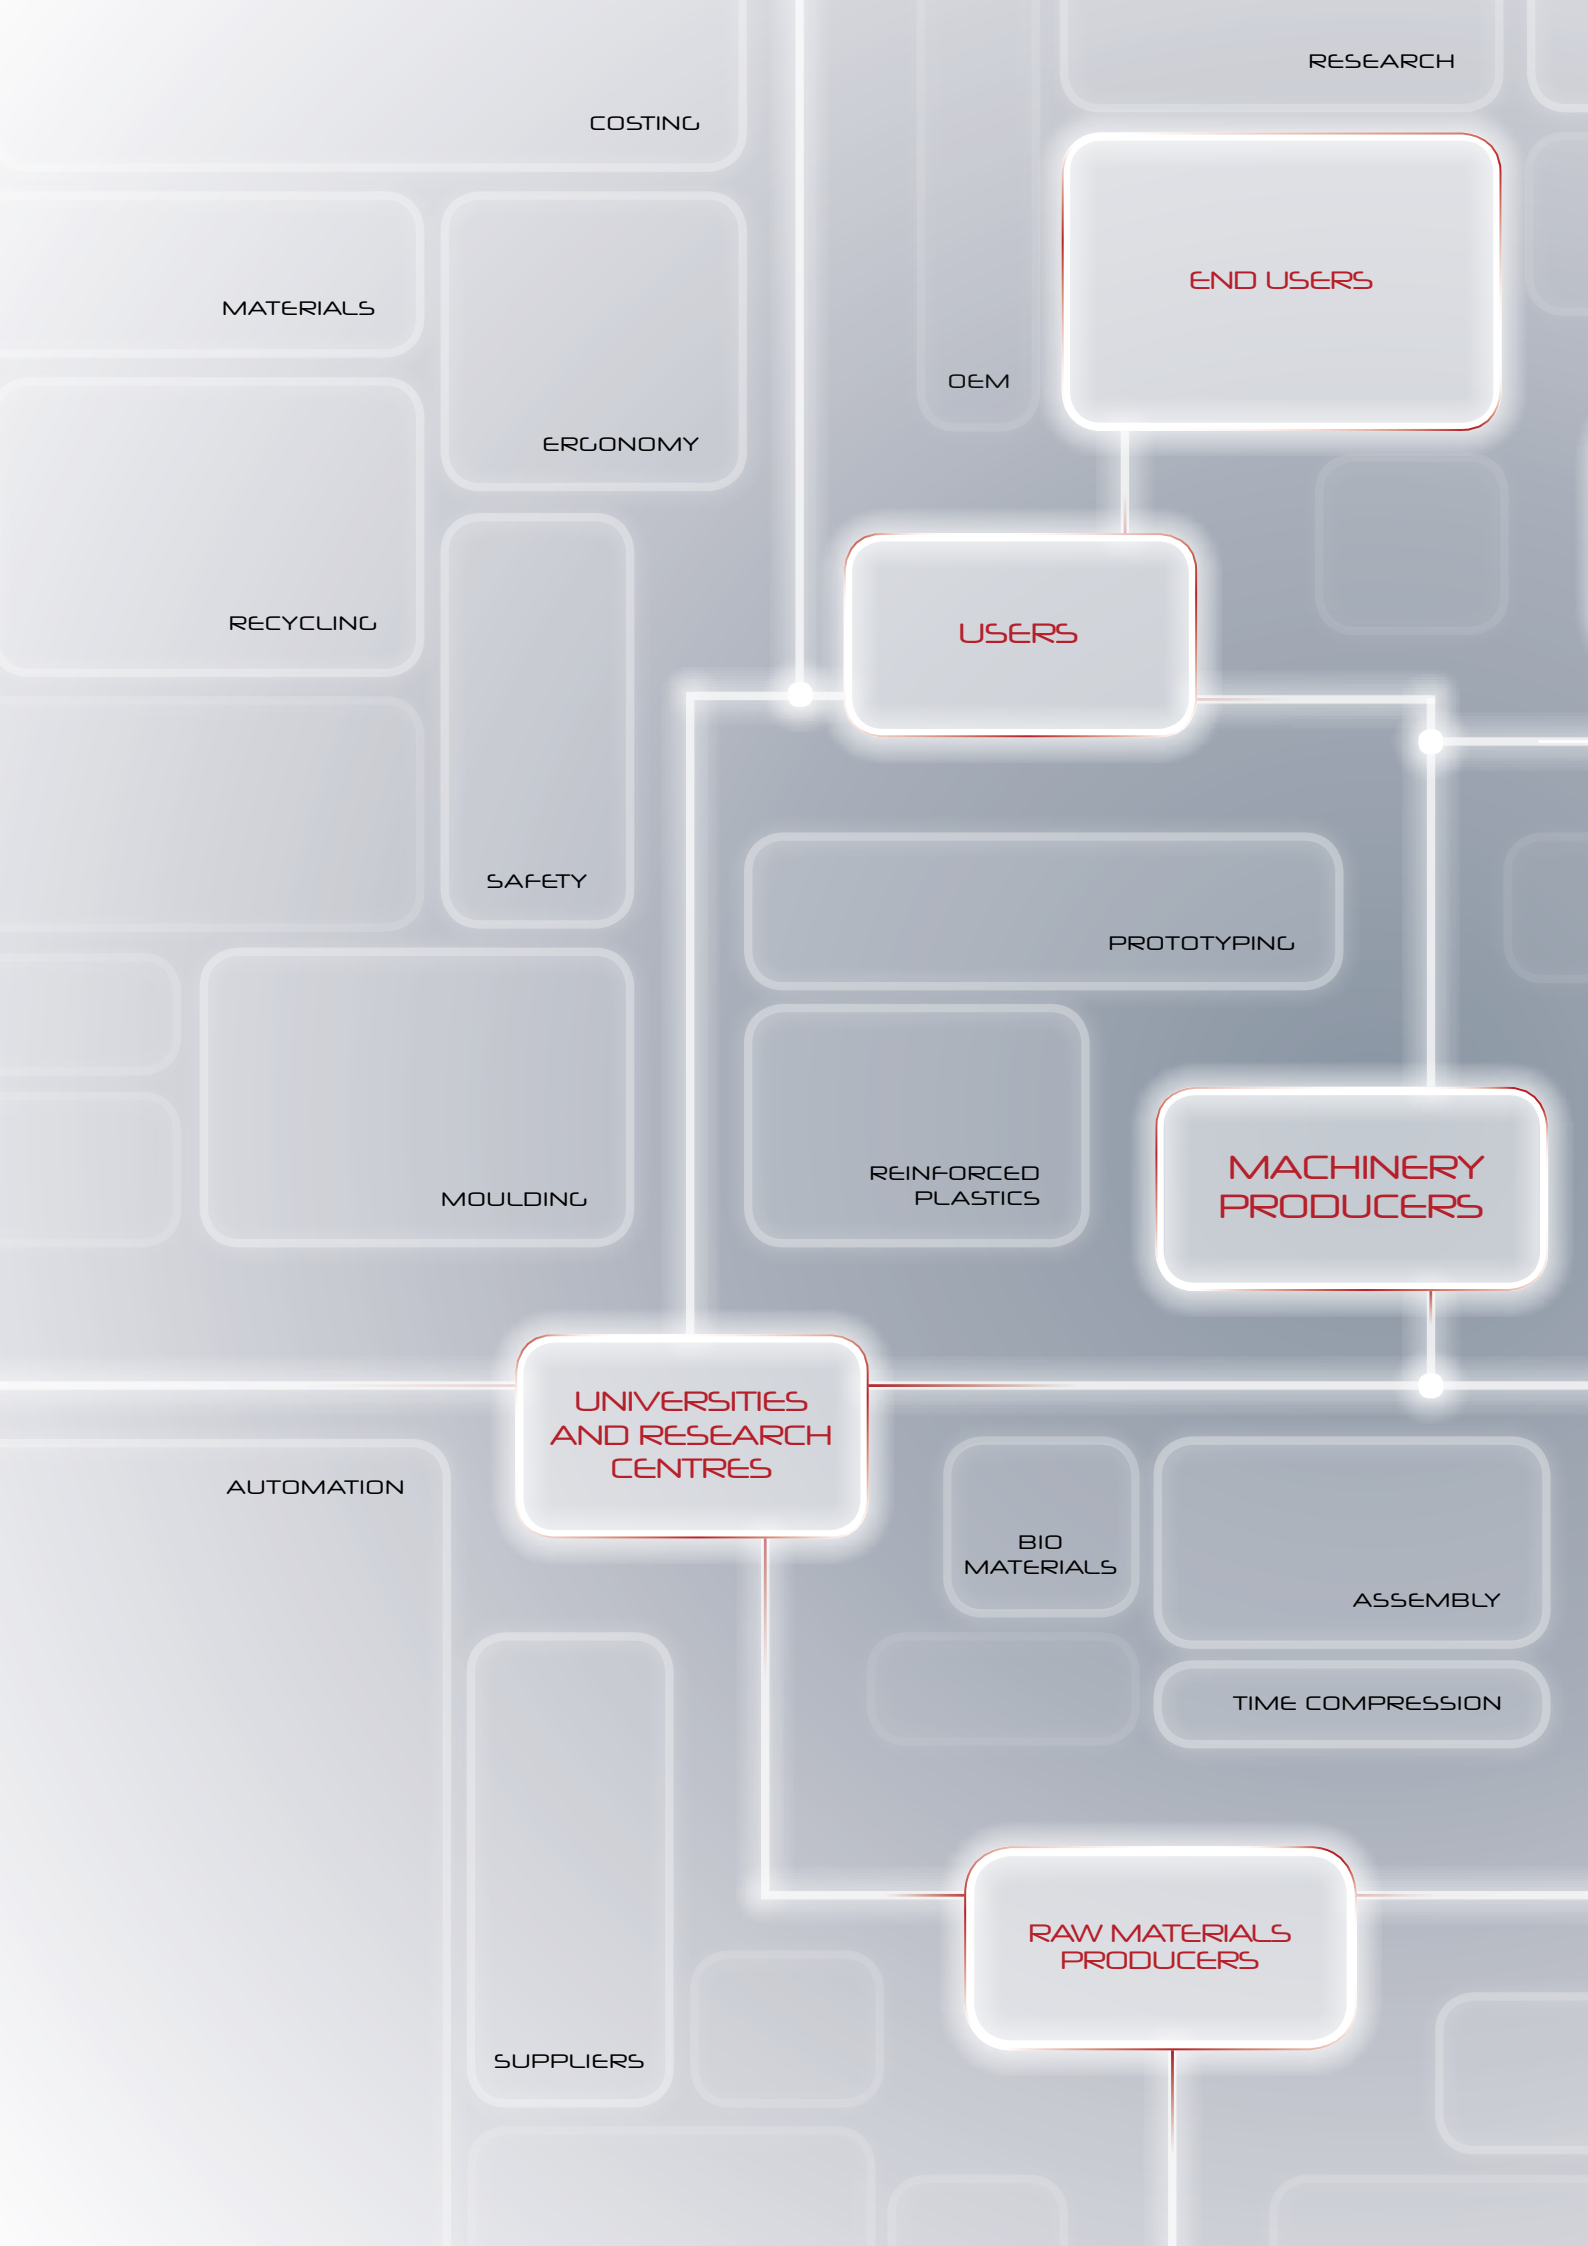 RESEARCH
COSTING
END USERS
MATERIALS
OEM
ERGONOMY
RECYCLING
USERS
SAFETY
PROTOTYPING
REINFORCED
PLASTICS
MOULDING
MACHINERY
PRODUCERS
UNIVERSITIES
AND RESEARCH
CENTRES
AUTOMATION
BIO
MATERIALS
ASSEMBLY
TIME COMPRESSION
RAW MATERIALS
PRODUCERS
SUPPLIERS